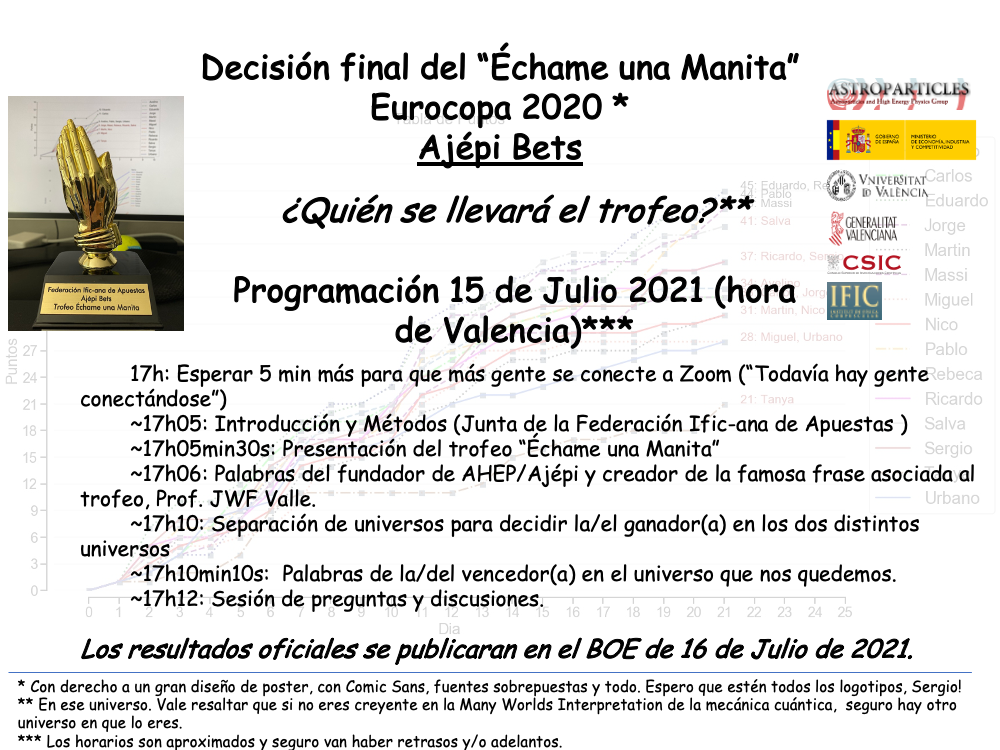 Decisión final del “Échame una Manita”
Eurocopa 2020 *
Ajépi Bets
¿Quién se llevará el trofeo?**
Programación 15 de Julio 2021 (hora
de Valencia)***
17h: Esperar 5 min más para que más gente se conecte a Zoom (“Todavía hay gente
conectándose”)
~17h05: Introducción y Métodos (Junta de la Federación Ific-ana de Apuestas )
~17h05min30s: Presentación del trofeo “Échame una Manita”
~17h06: Palabras del fundador de AHEP/Ajépi y creador de la famosa frase asociada al
trofeo, Prof. JWF Valle.
~17h10: Separación de universos para decidir la/el ganador(a) en los dos distintos
universos
~17h10min10s: Palabras de la/del vencedor(a) en el universo que nos quedemos.
~17h12: Sesión de preguntas y discusiones.
Los resultados oficiales se publicaran en el BOE de 16 de Julio de 2021.
* Con derecho a un gran diseño de poster, con Comic Sans, fuentes sobrepuestas y todo. Espero que estén todos los logotipos, Sergio!
** En ese universo. Vale resaltar que si no eres creyente en la Many Worlds Interpretation de la mecánica cuántica, seguro hay otro
universo en que lo eres.
*** Los horarios son aproximados y seguro van haber retrasos y/o adelantos.
Federación Ific-ana de Apuestas
Ajépi Bets
Trofeo Échame una Manita
ASTROPARTICLES
Astroparticles and High Energy Physics Group
GOBIERNO
DE ESPAÑA
MINISTERIO
DE ECONOMÍA, INDUSTRIA
Y COMPETITIVIDAD
VNIVERSITAT
ID VALÈNCIA
GENERALITAT
VALENCIANA
CSIC
IFIC
INSTITUT DE FÍSICA
CORPUSCULAR
45: Eduardo, Re
Pablo
Massi
41: Salva
37: Ricardo, Se
Jorg
31: Martin, Nico
28: Miguel, Urbano
21: Tanya
Carlos
Eduardo
Jorge
Martin
Massi
Miguel
Nico
Pablo
Rebeca
Ricardo
Salva
Sergio
Urbano
Puntos
27
24
21
18
15
12
9
6
3
0
0 1 2 3 4 5 6 7 8 9 10 11 12 13 14 15 16 17 18 19 20 21 22 23 24 25
Dia